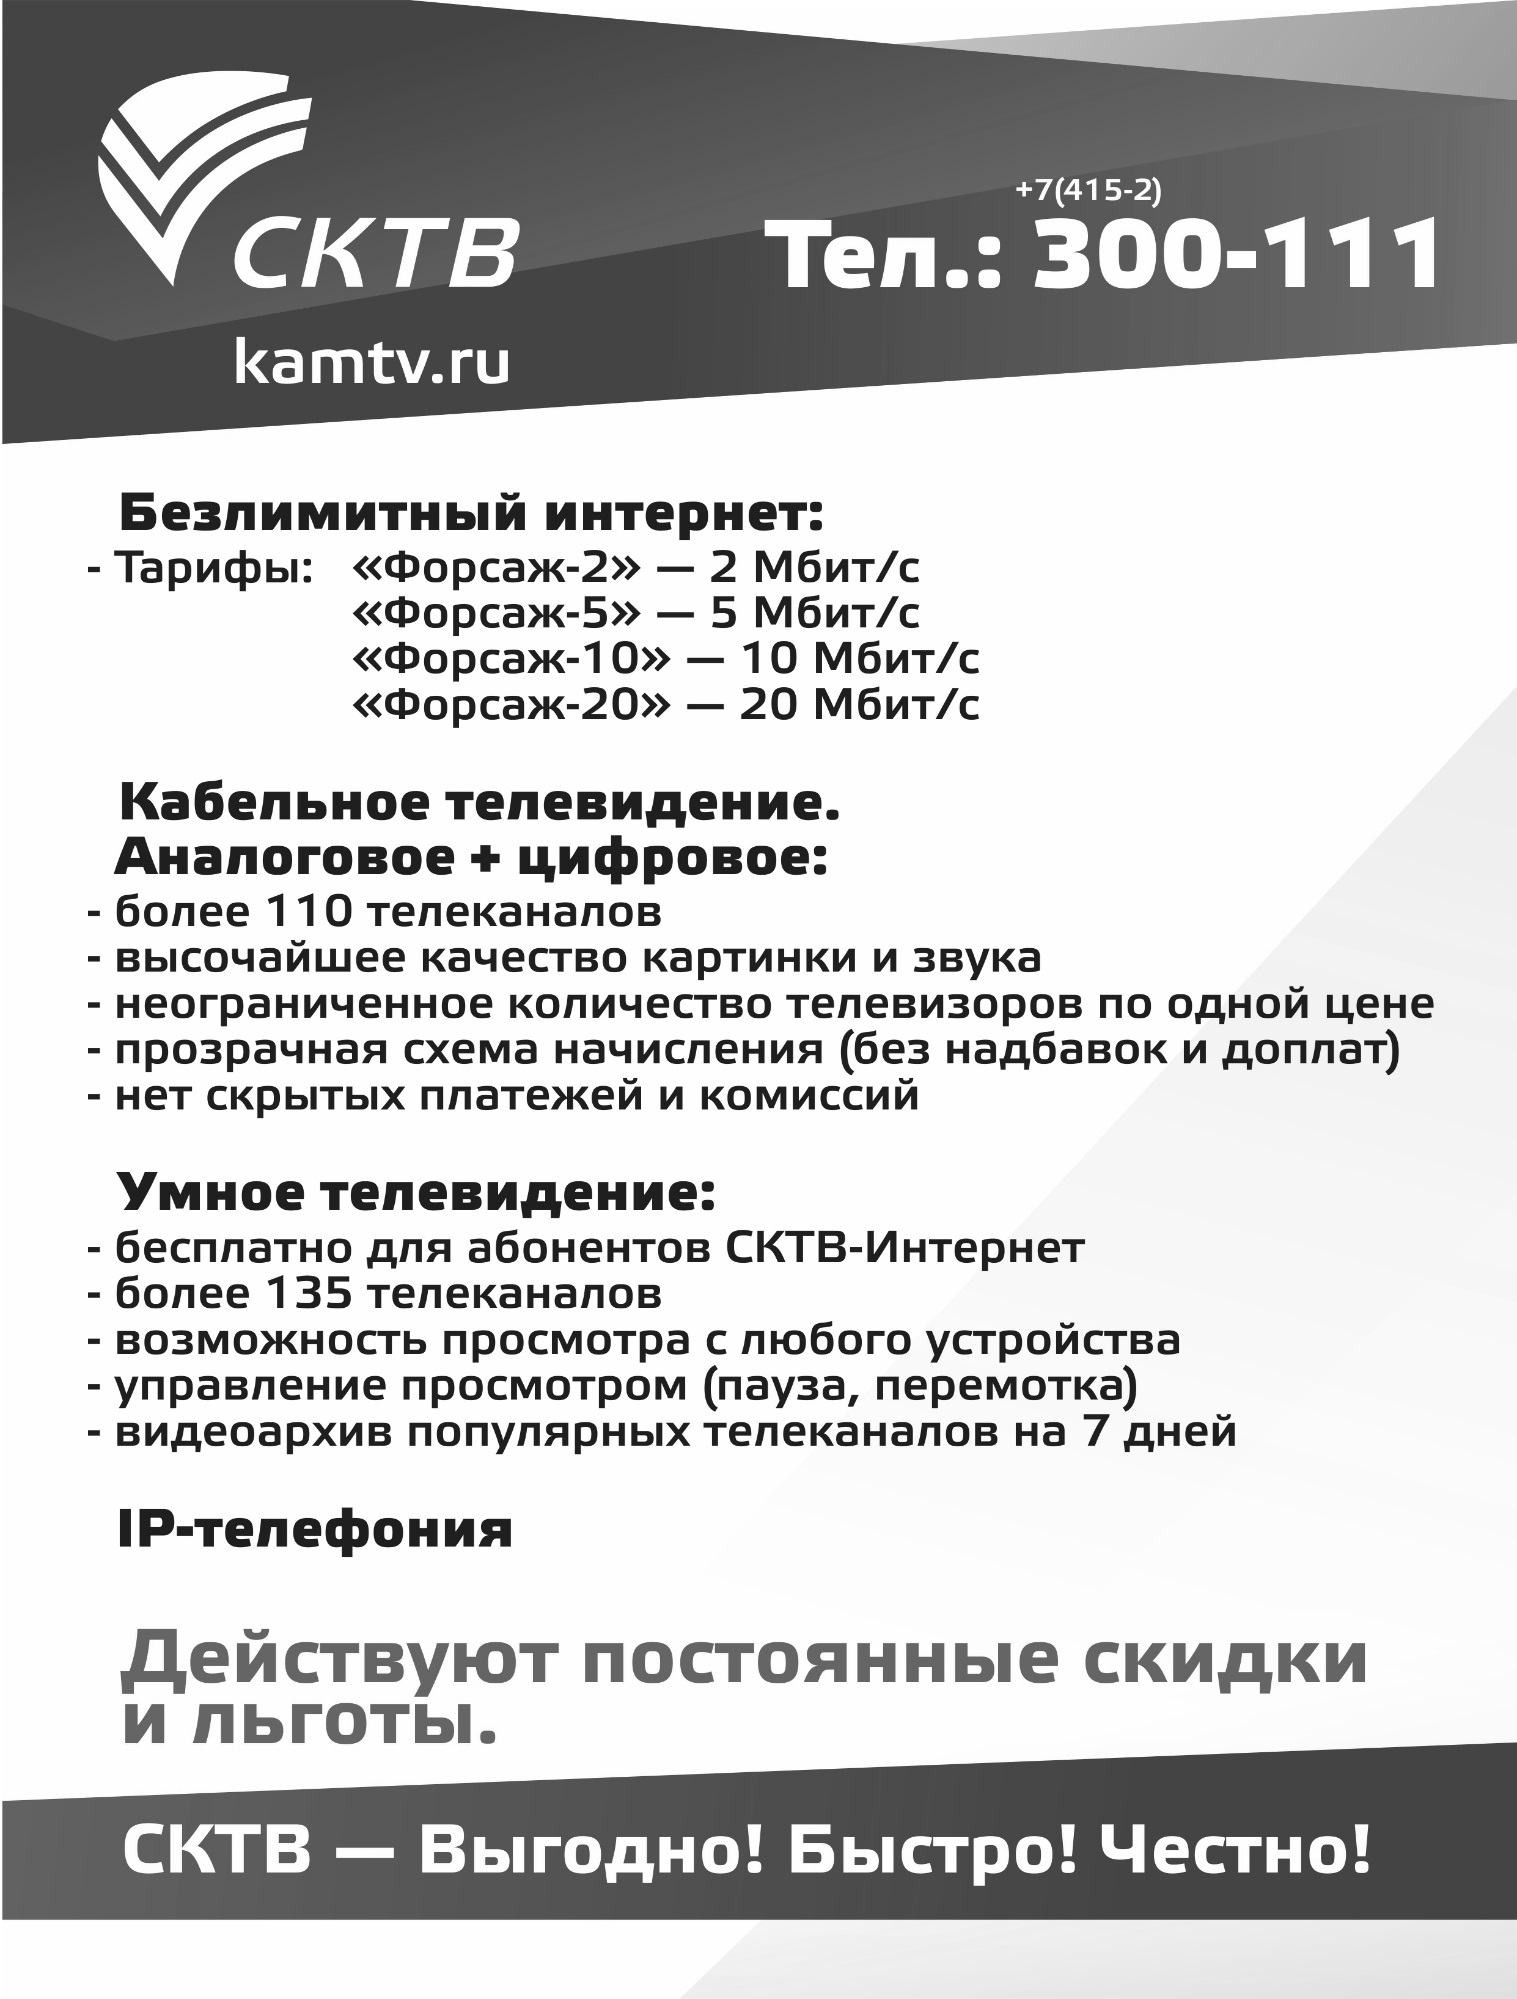 СКТВ
kamtv.ru
+7(415-2)
Тел.: 300-111
Безлимитный интернет:
- Тарифы: «Форсаж-2» — 2 Мбит/с
«Форсаж-5» — 5 Мбит/с
«Форсаж-10» — 10 Мбит/с
«Форсаж-20» — 20 Мбит/с
Кабельное телевидение.
Аналоговое + цифровое:
- более 110 телеканалов
- высочайшее качество картинки и звука
- неограниченное количество телевизоров по одной цене
- прозрачная схема начисления (без надбавок и доплат)
- нет скрытых платежей и комиссий
Умное телевидение:
- бесплатно для абонентов СКТВ-Интернет
- более 135 телеканалов
- возможность просмотра с любого устройства
- управление просмотром (пауза, перемотка)
- видеоархив популярных телеканалов на 7 дней
IP-телефония
Действуют постоянные скидки
и льготы.
СКТВ — Выгодно! Быстро! Честно!